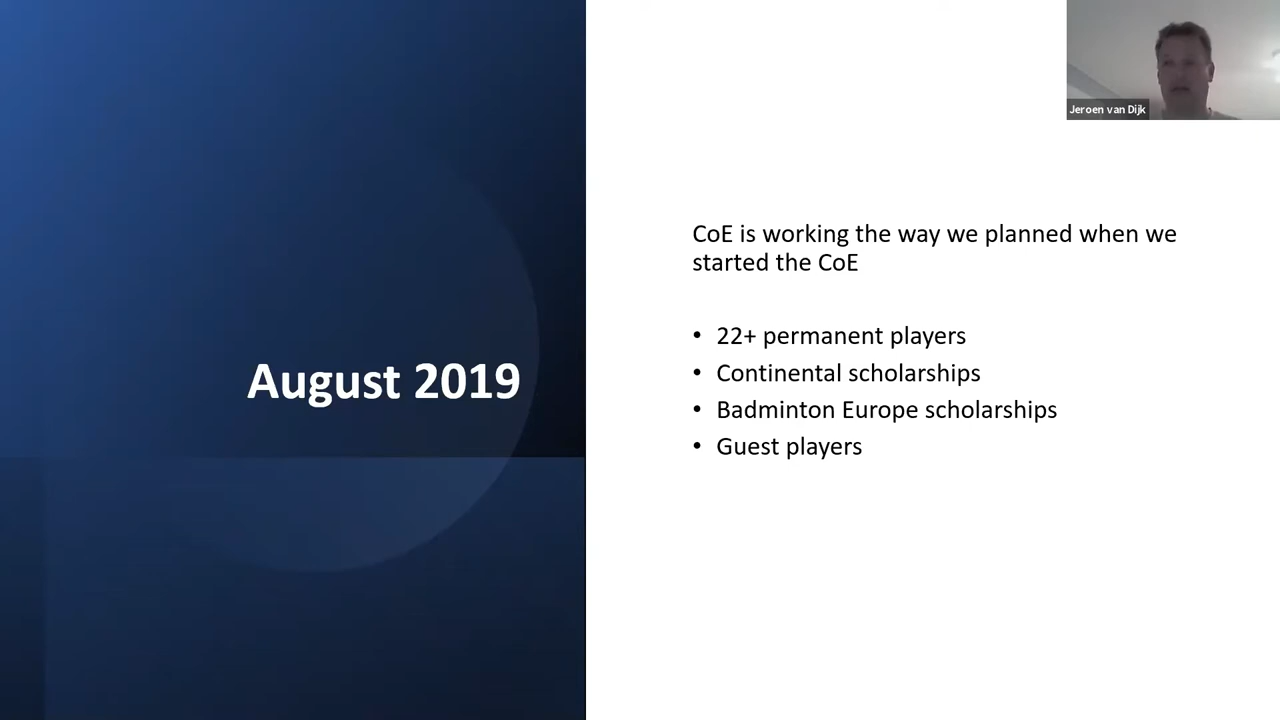 Jeroen van Dijk
CoE is working the way we planned when we
started the CoE
• 22+ permanent players
• Continental scholarships
• Badminton Europe scholarships
• Guest players
August 2019